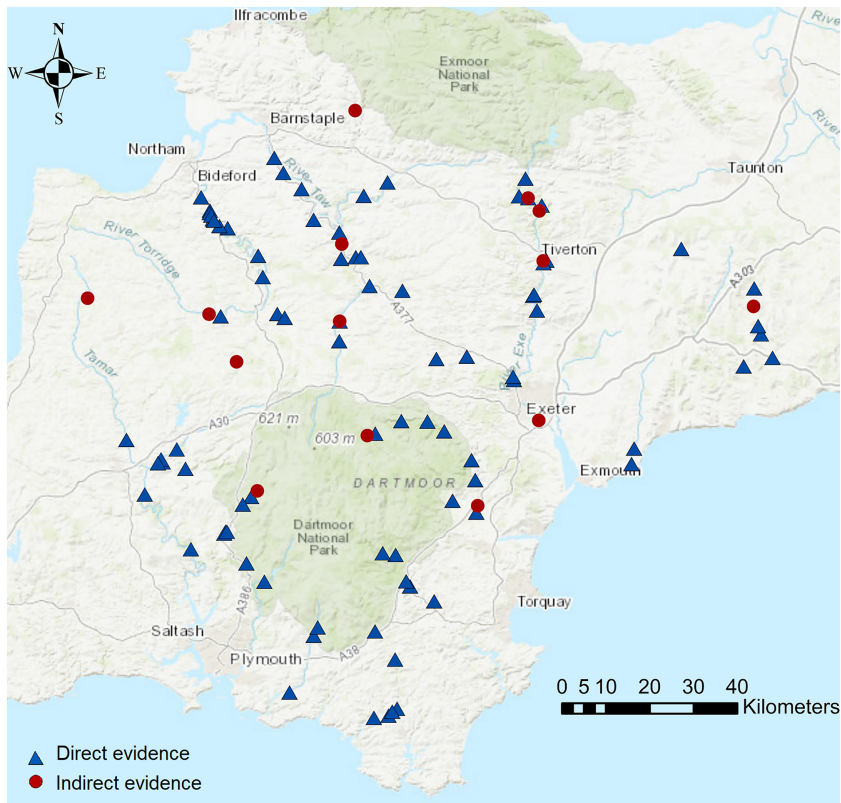 Ilfracombe
River
N
W E
S
Exmoor
National
Park
Barnstaple
River
Northam
Bideford
River Taw
Taunton
River Torridge
Tiverton
A303
A377
Tamar
River Exe
A30
621 m
603 m
Exeter
DARTMOOR
Exmouth
Dartmoor
National
Park
A386
Torquay
Saltash
Plymouth
A38
0 5 10 20 30 40
Kilometers
Direct evidence
Indirect evidence